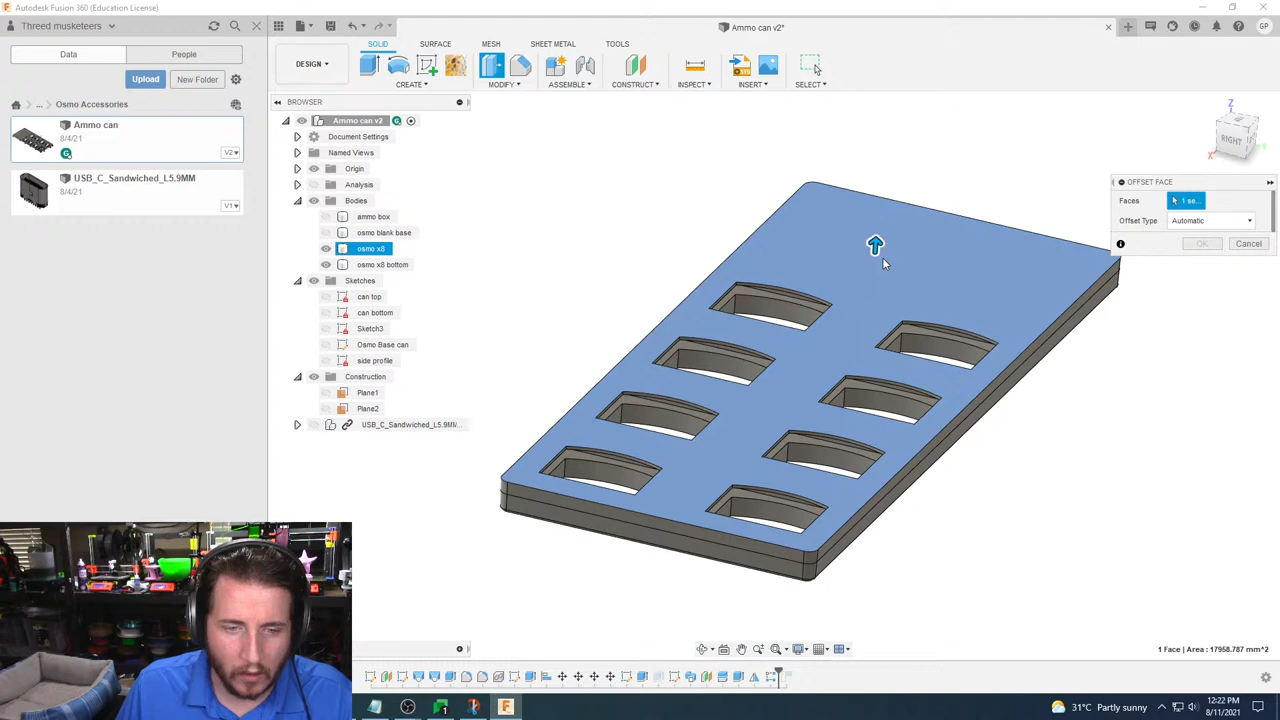 Autodesk Fusion 360 (Education License)
Threed musketeers
Ammo can v2*
GP
Data
People
Upload
New Folder
... Osmo Accessories
Ammo can
8/4/21
G
V2
USB_C_Sandwiched_L5.9MM
8/4/21
V1
DESIGN
SOLID
SURFACE
MESH
SHEET METAL
TOOLS
CREATE
MODIFY
ASSEMBLE
CONSTRUCT
INSPECT
INSERT
SELECT
BROWSER
Ammo can v2
G
Document Settings
Named Views
Origin
Analysis
Bodies
ammo box
osmo blank base
osmo x8
osmo x8 bottom
Sketches
can top
can bottom
Sketch3
Osmo Base can
side profile
Construction
Plane1
Plane2
USB_C_Sandwiched_L5.9M/...
Z
RIGHT
X
OFFSET FACE
Faces
1 se...
Offset Type
Automatic
OK
Cancel
1 Face | Area : 17958.787 mm^2
31°C Partly sunny
12:22 PM
8/11/2021